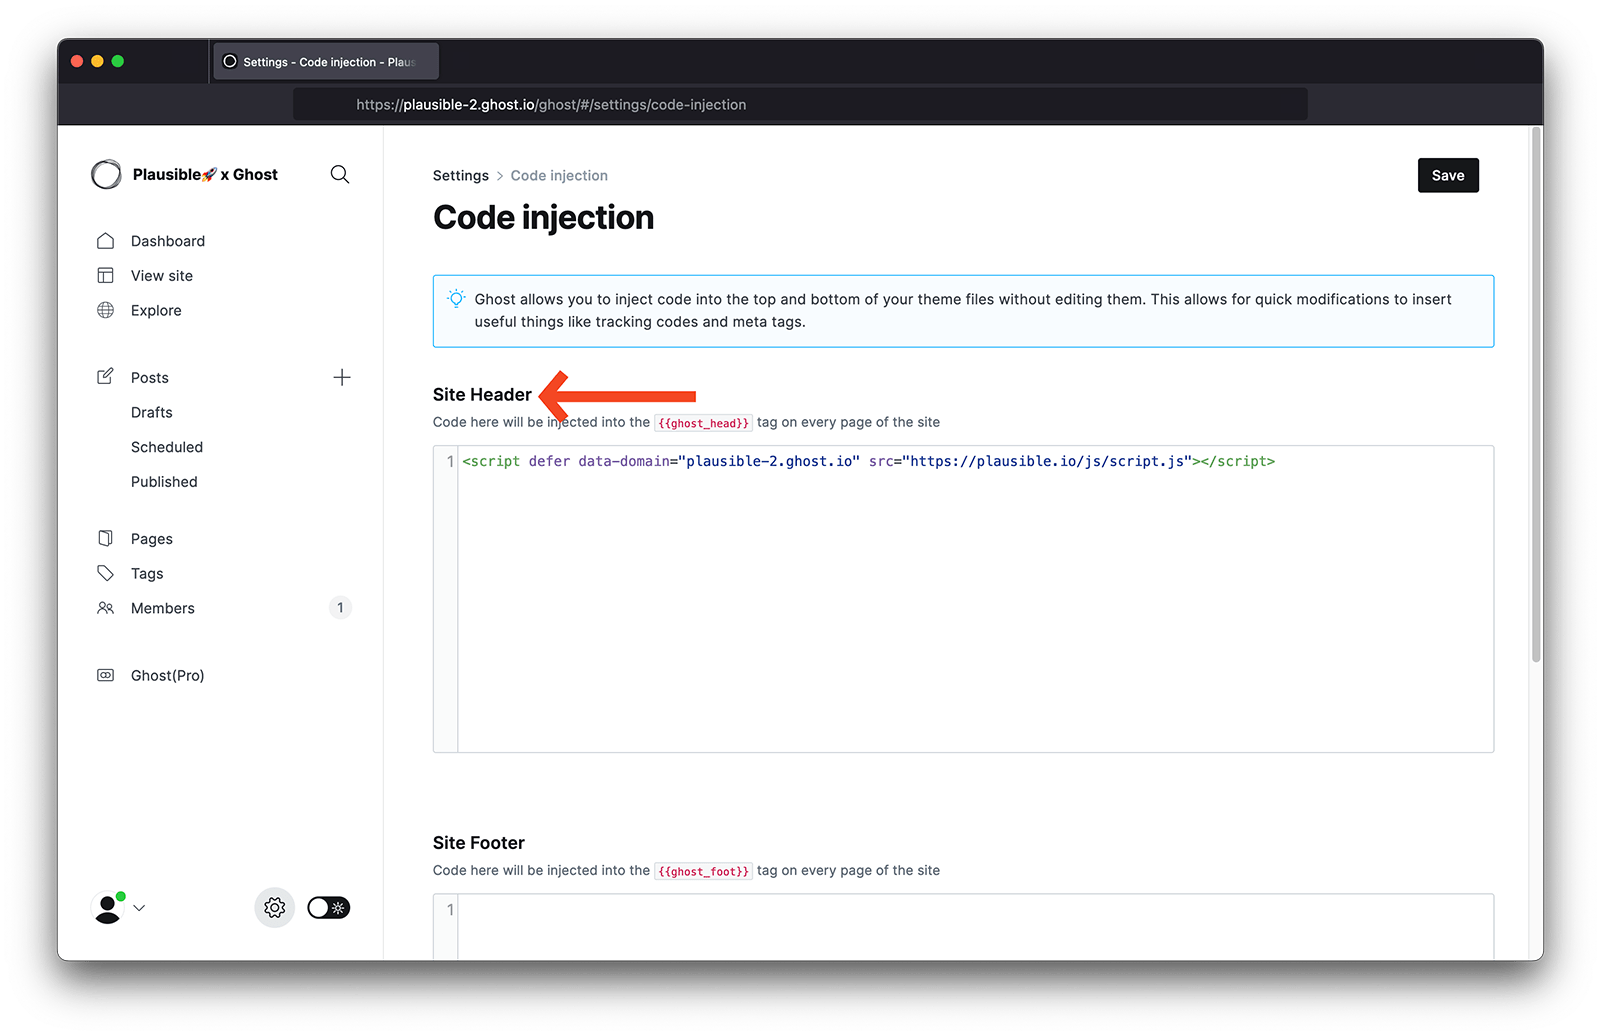 Settings - Code injection - Plaus
https://plausible-2.ghost.io/ghost/#/settings/code-injection
Plausible🚀 x Ghost
Dashboard
View site
Explore
Posts
Drafts
Scheduled
Published
Pages
Tags
Members 1
Ghost(Pro)
Settings > Code injection
Save
Code injection
Ghost allows you to inject code into the top and bottom of your theme files without editing them. This allows for quick modifications to insert
useful things like tracking codes and meta tags.
Site Header
Code here will be injected into the {{ghost_head}} tag on every page of the site
1 <script defer data-domain="plausible-2.ghost.io" src="https://plausible.io/js/script.js"></script>
Site Footer
Code here will be injected into the {{ghost_foot}} tag on every page of the site
1